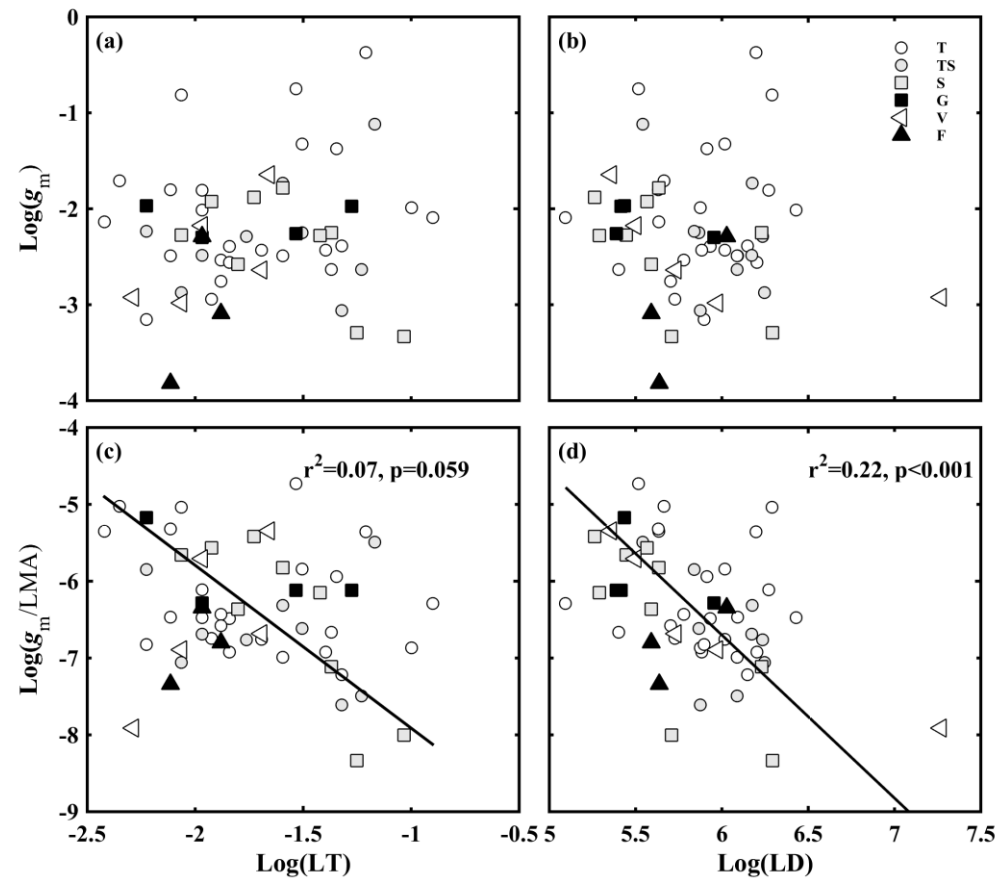 (a)
(b)
T
TS
S
G
V
F
0
-1
-2
-3
-4
Log(gm)
(c)
r²=0.07, p=0.059
(d)
r²=0.22, p<0.001
-4
-5
-6
-7
-8
-9
Log(gm/LMA)
-2.5 -2 -1.5 -1 -0.5
5 5.5 6 6.5 7 7.5
Log(LT)
Log(LD)